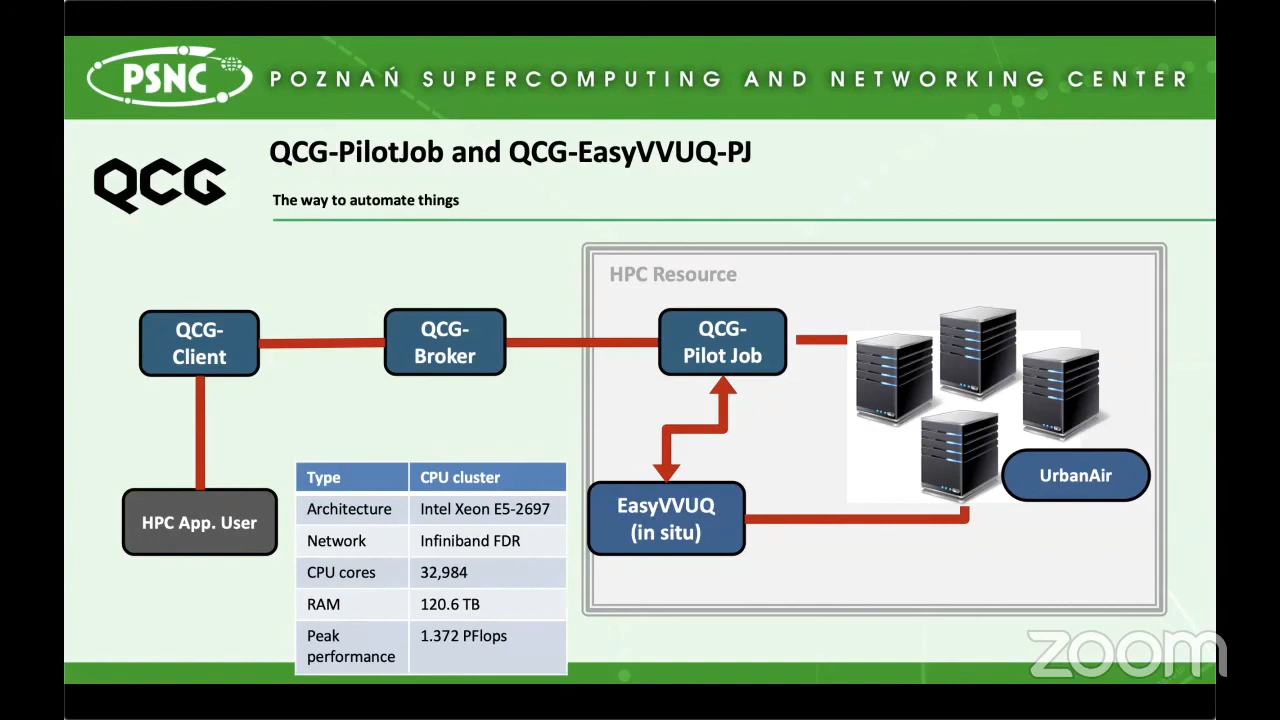 PSNC POZNAŃ SUPERCOMPUTING AND NETWORKING CENTER
QCG
QCG-PilotJob and QCG-EasyVVUQ-PJ
The way to automate things
HPC Resource
QCG-
Client
QCG-
Broker
QCG-
Pilot Job
HPC App. User
EasyVVUQ
(in situ)
UrbanAir
Type CPU cluster
Architecture Intel Xeon E5-2697
Network Infiniband FDR
CPU cores 32,984
RAM 120.6 TB
Peak
performance 1.372 PFlops
zoom